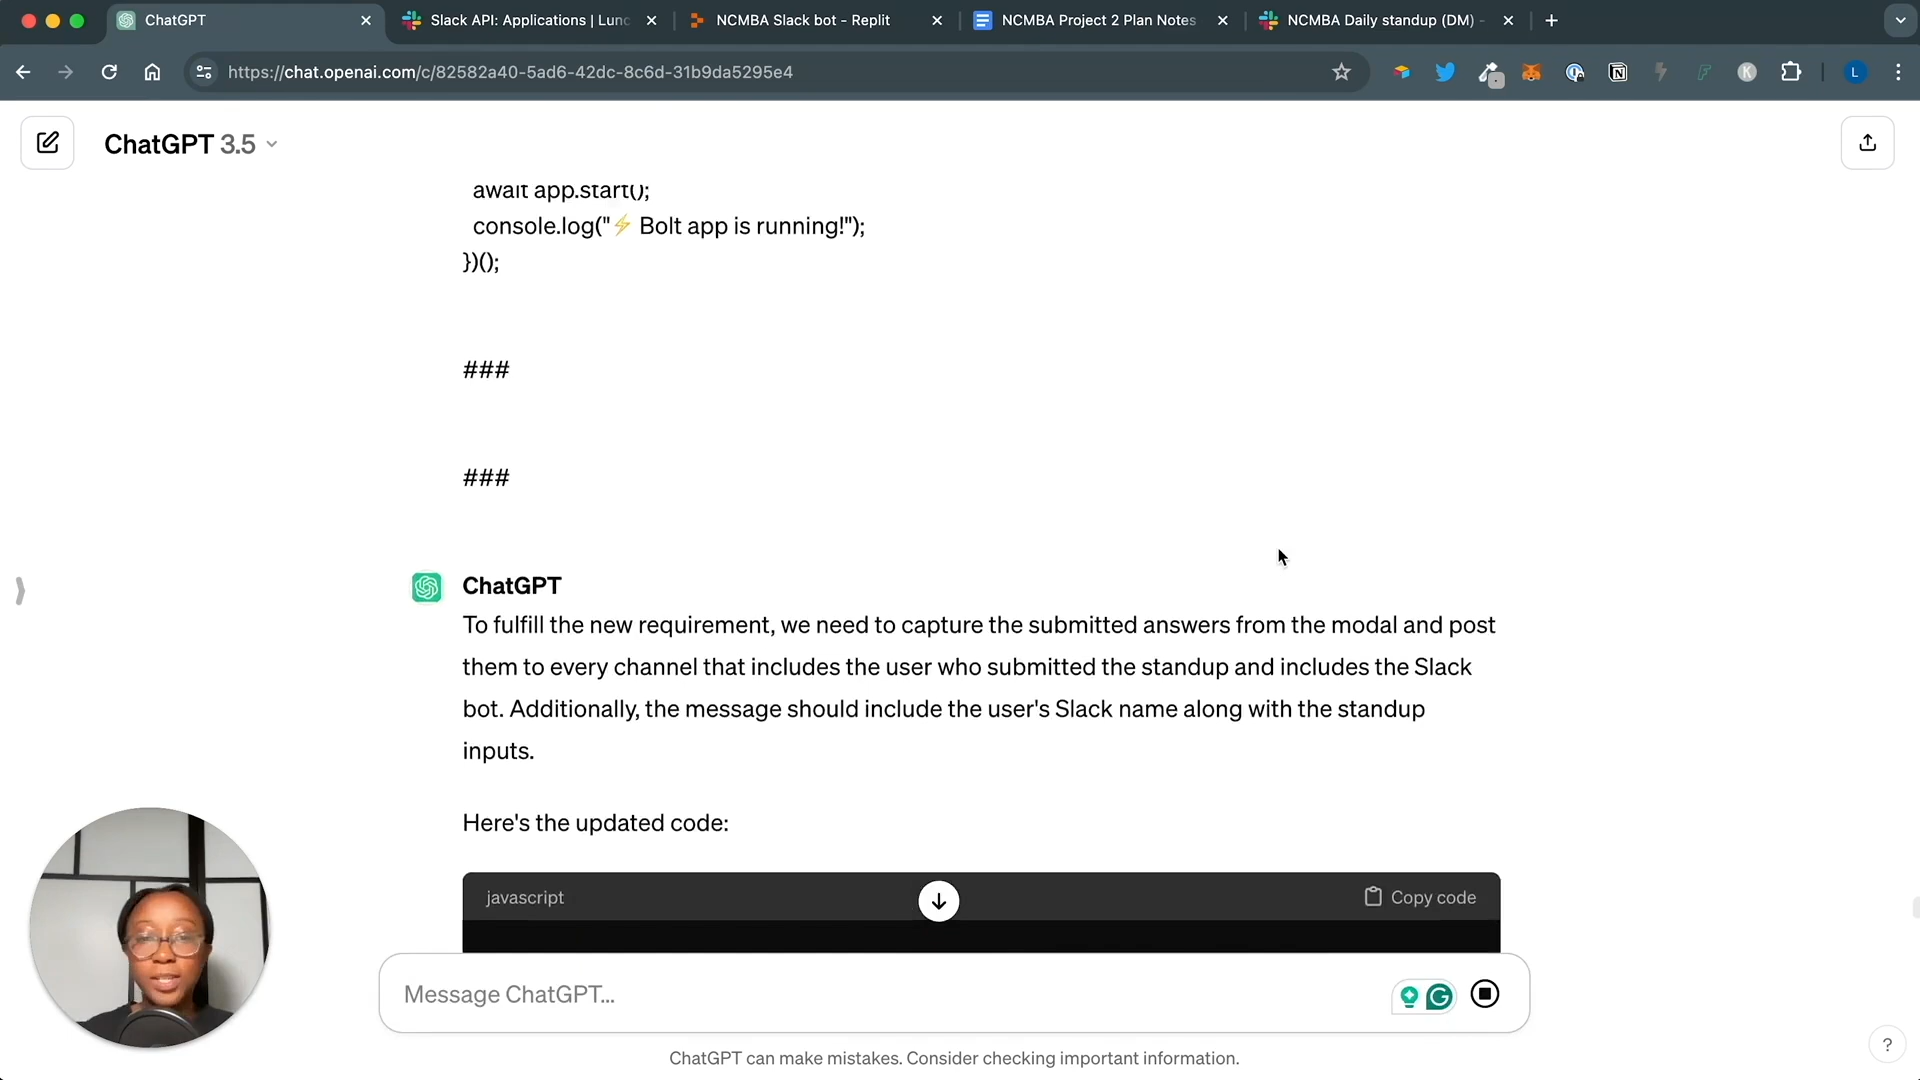 ChatGPT
Slack API: Applications | Lunc
NCMBA Slack bot - Replit
NCMBA Project 2 Plan Notes
NCMBA Daily standup (DM) -
https://chat.openai.com/c/82582a40-5ad6-42dc-8c6d-31b9da5295e4
L
ChatGPT 3.5
await app.start();
console.log("⚡ Bolt app is running!");
})();
###
###
ChatGPT
To fulfill the new requirement, we need to capture the submitted answers from the modal and post
them to every channel that includes the user who submitted the standup and includes the Slack
bot. Additionally, the message should include the user's Slack name along with the standup
inputs.
Here's the updated code:
javascript
Copy code
Message ChatGPT...
ChatGPT can make mistakes. Consider checking important information.
?